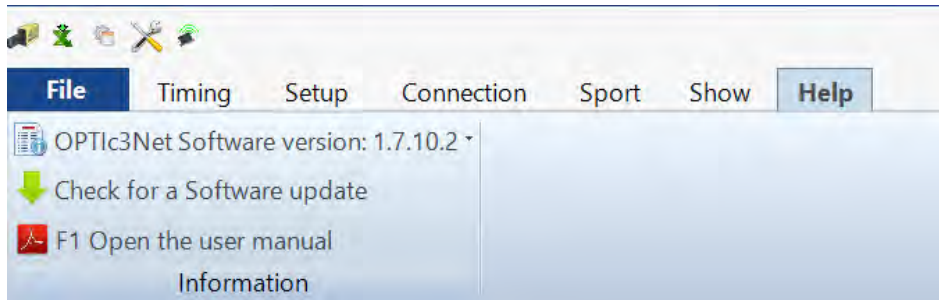 File Timing Setup Connection Sport Show Help
OPTIc3Net Software version: 1.7.10.2
Check for a Software update
F1 Open the user manual
Information